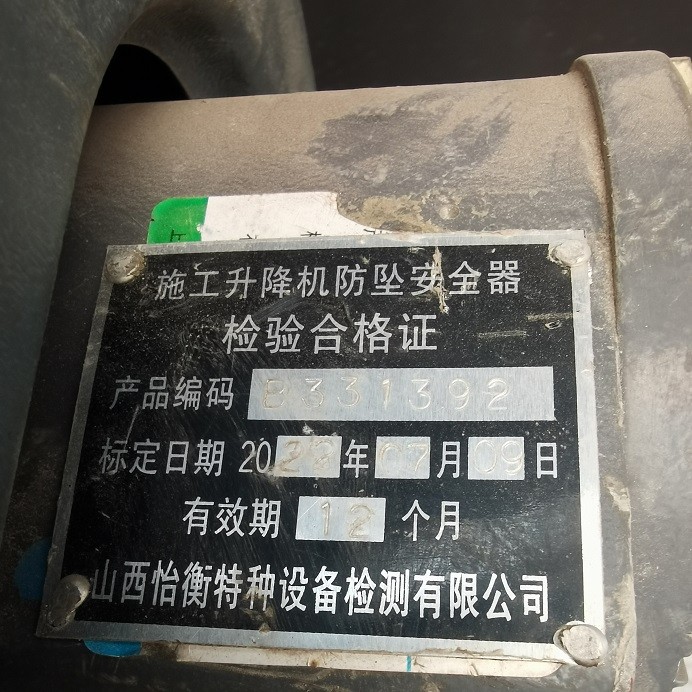 施工升降机防坠安全器
检验合格证
产品编码 B331392
标定日期 20 年07月09日
有效期 12 个月
山西怡衡特种设备检测有限公司